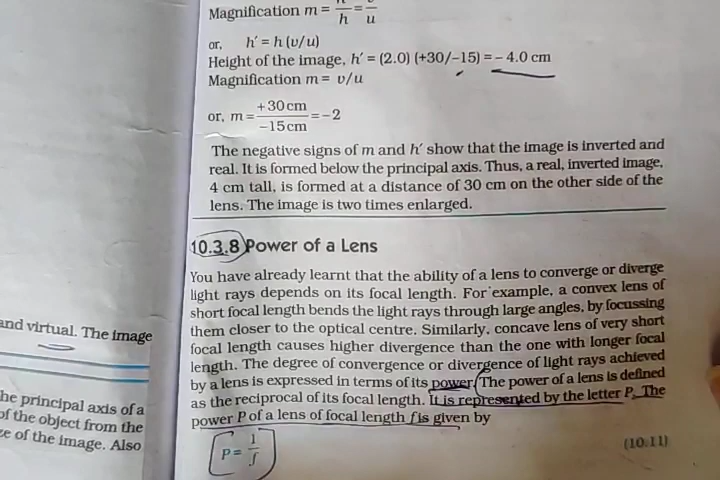 and virtual. The image
he principal axis of a
of the object from the
ze of the image. Also
Magnification m = h / h = / u
or, h′ = h (v/u)
Height of the image, h′ = (2.0) (+30/–15) = – 4.0 cm
Magnification m = v/u
or, m = +30 cm / –15 cm = –2
The negative signs of m and h′ show that the image is inverted and
real. It is formed below the principal axis. Thus, a real, inverted image,
4 cm tall, is formed at a distance of 30 cm on the other side of the
lens. The image is two times enlarged.
10.3.8 Power of a Lens
You have already learnt that the ability of a lens to converge or diverge
light rays depends on its focal length. For example, a convex lens of
short focal length bends the light rays through large angles, by focussing
them closer to the optical centre. Similarly, concave lens of very short
focal length causes higher divergence than the one with longer focal
length. The degree of convergence or divergence of light rays achieved
by a lens is expressed in terms of its power. The power of a lens is defined
as the reciprocal of its focal length. It is represented by the letter P. The
power P of a lens of focal length f is given by
P = 1 / f
(10.11)